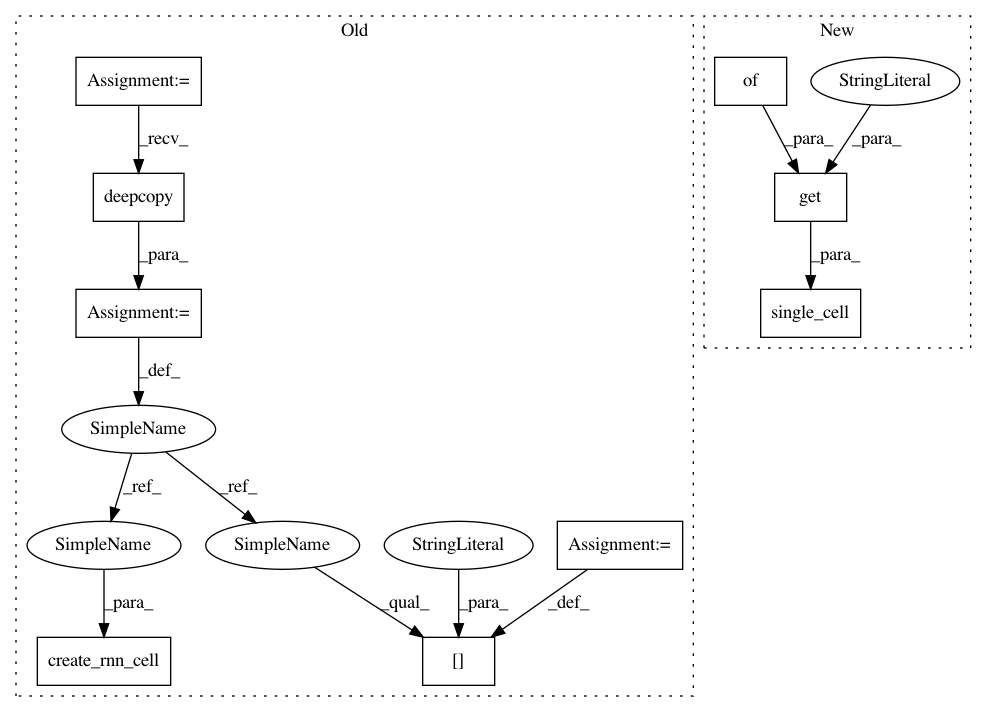 Old
New
Assignment:=
of
StringLiteral
_recv_
_para_
_para_
deepcopy
get
_para_
_para_
Assignment:=
single_cell
_def_
SimpleName
_ref_
_ref_
SimpleName
SimpleName
StringLiteral
Assignment:=
_para_
_qual_
_para_
_def_
create_rnn_cell
[]